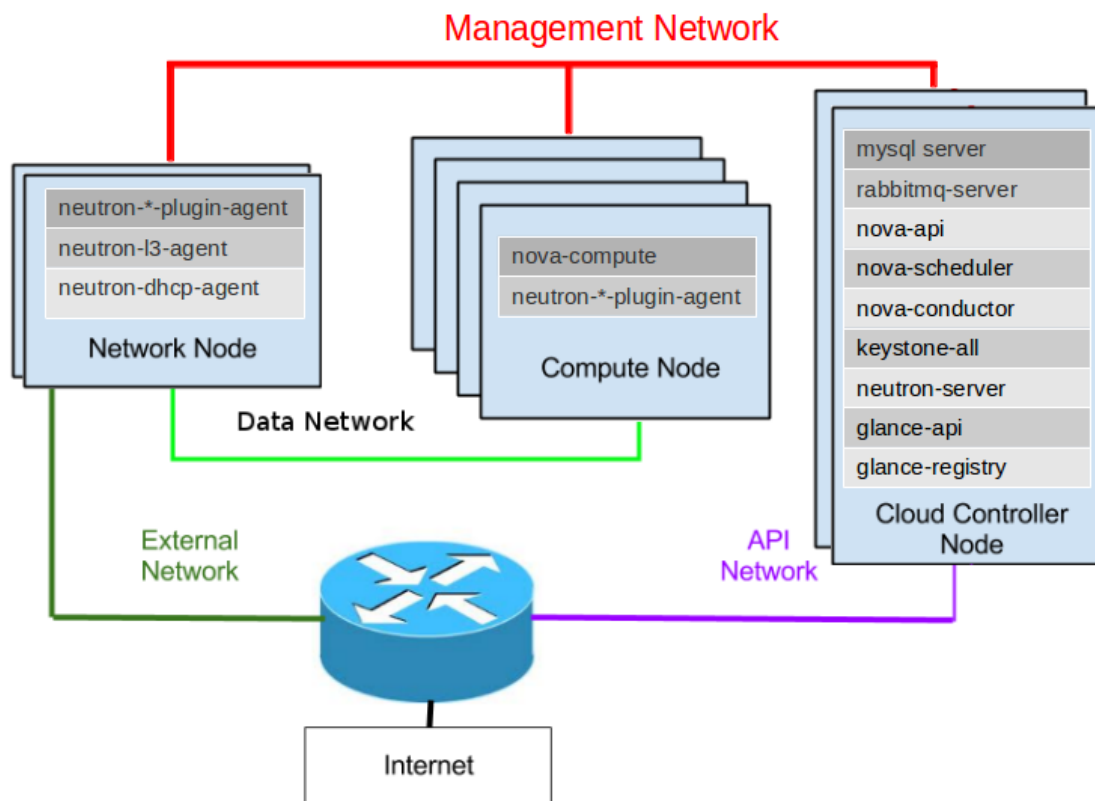 Management Network
neutron-*-plugin-agent
neutron-l3-agent
neutron-dhcp-agent
Network Node
nova-compute
neutron-*-plugin-agent
Compute Node
mysql server
rabbitmq-server
nova-api
nova-scheduler
nova-conductor
keystone-all
neutron-server
glance-api
glance-registry
Cloud Controller
Node
Data Network
External
Network
API
Network
Internet